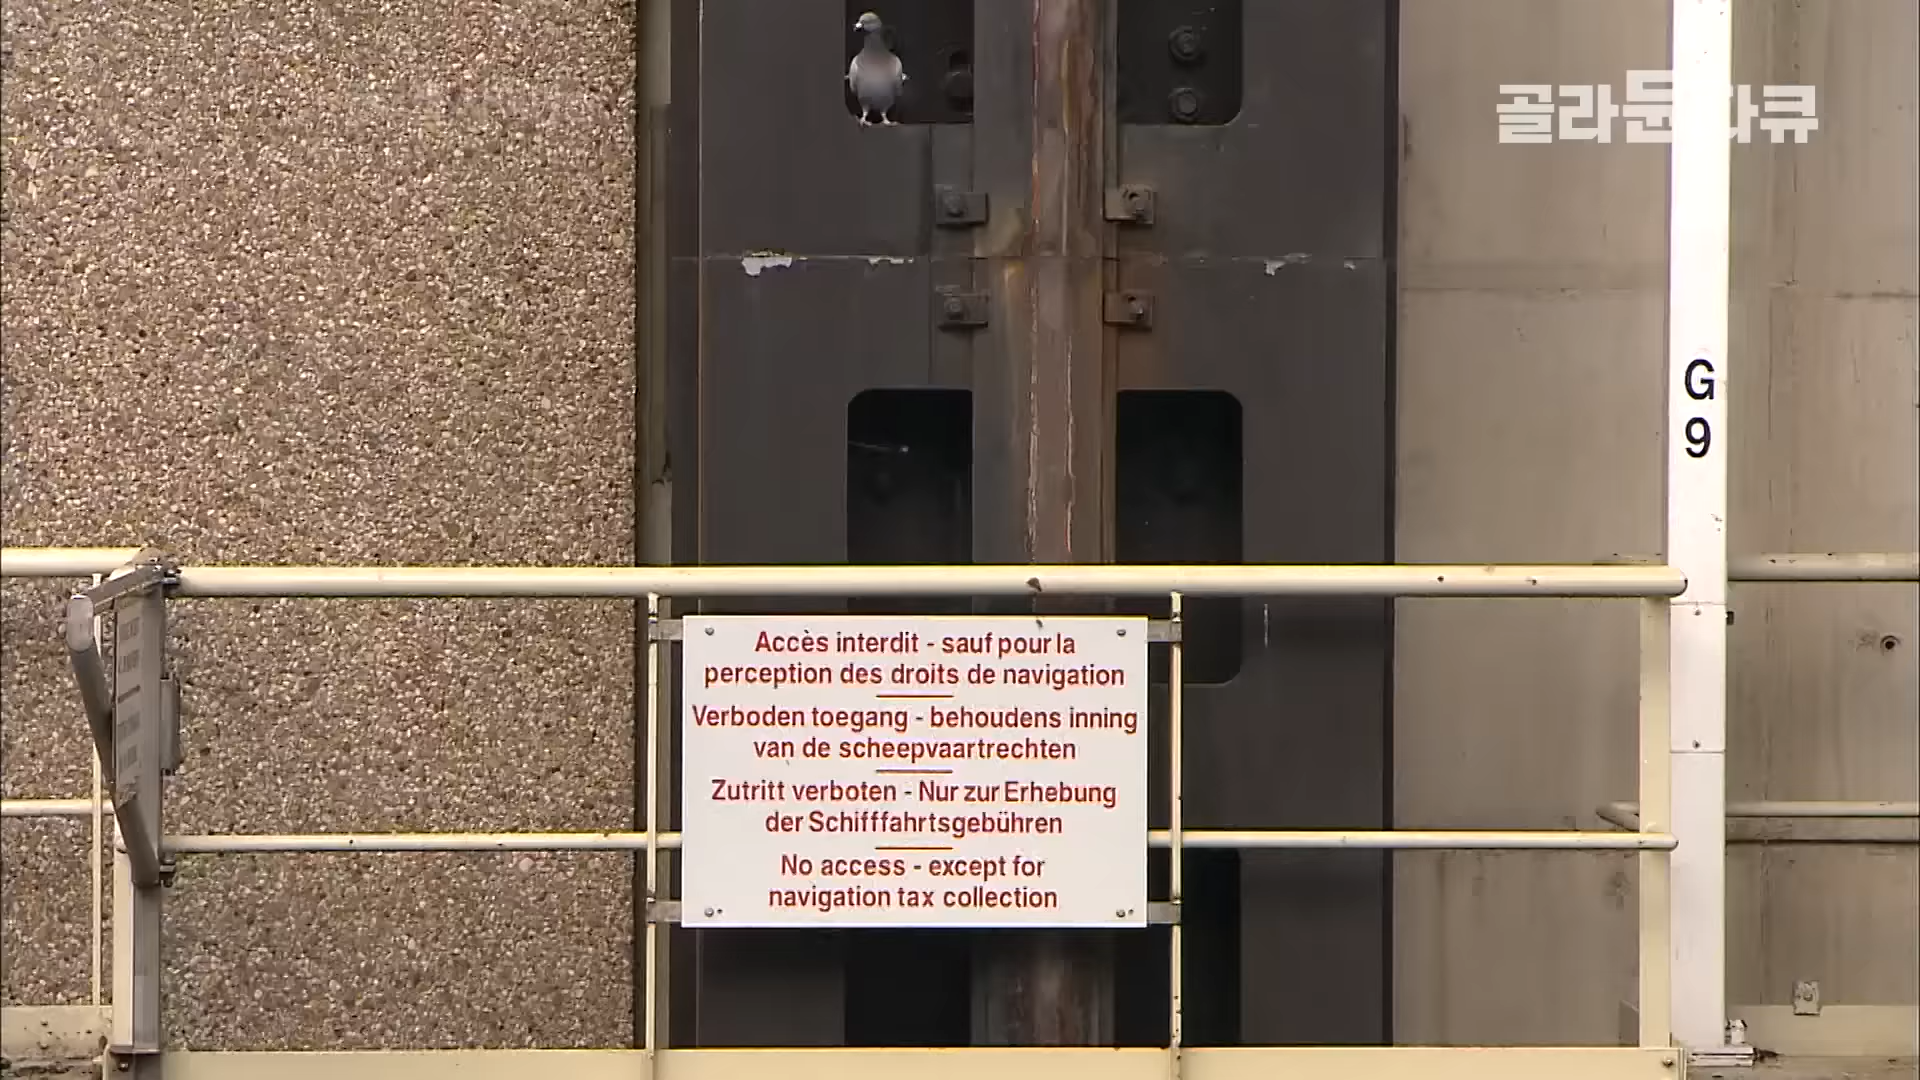 골라둔다큐
G
9
Accès interdit - sauf pour la
perception des droits de navigation
Verboden toegang - behoudens inning
van de scheepvaartrechten
Zutritt verboten - Nur zur Erhebung
der Schifffahrtsgebühren
No access - except for
navigation tax collection